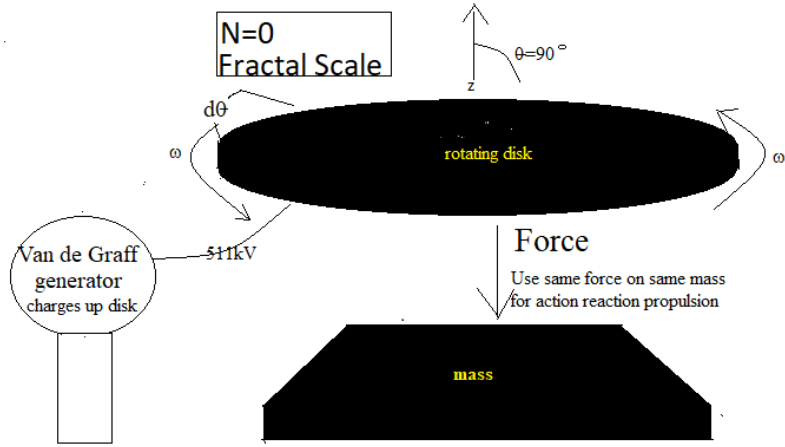 N=0
Fractal Scale
θ=90°
z
dθ
ω
rotating disk
ω
511kV
Van de Graff
generator
charges up disk
Force
Use same force on same mass
for action reaction propulsion
mass